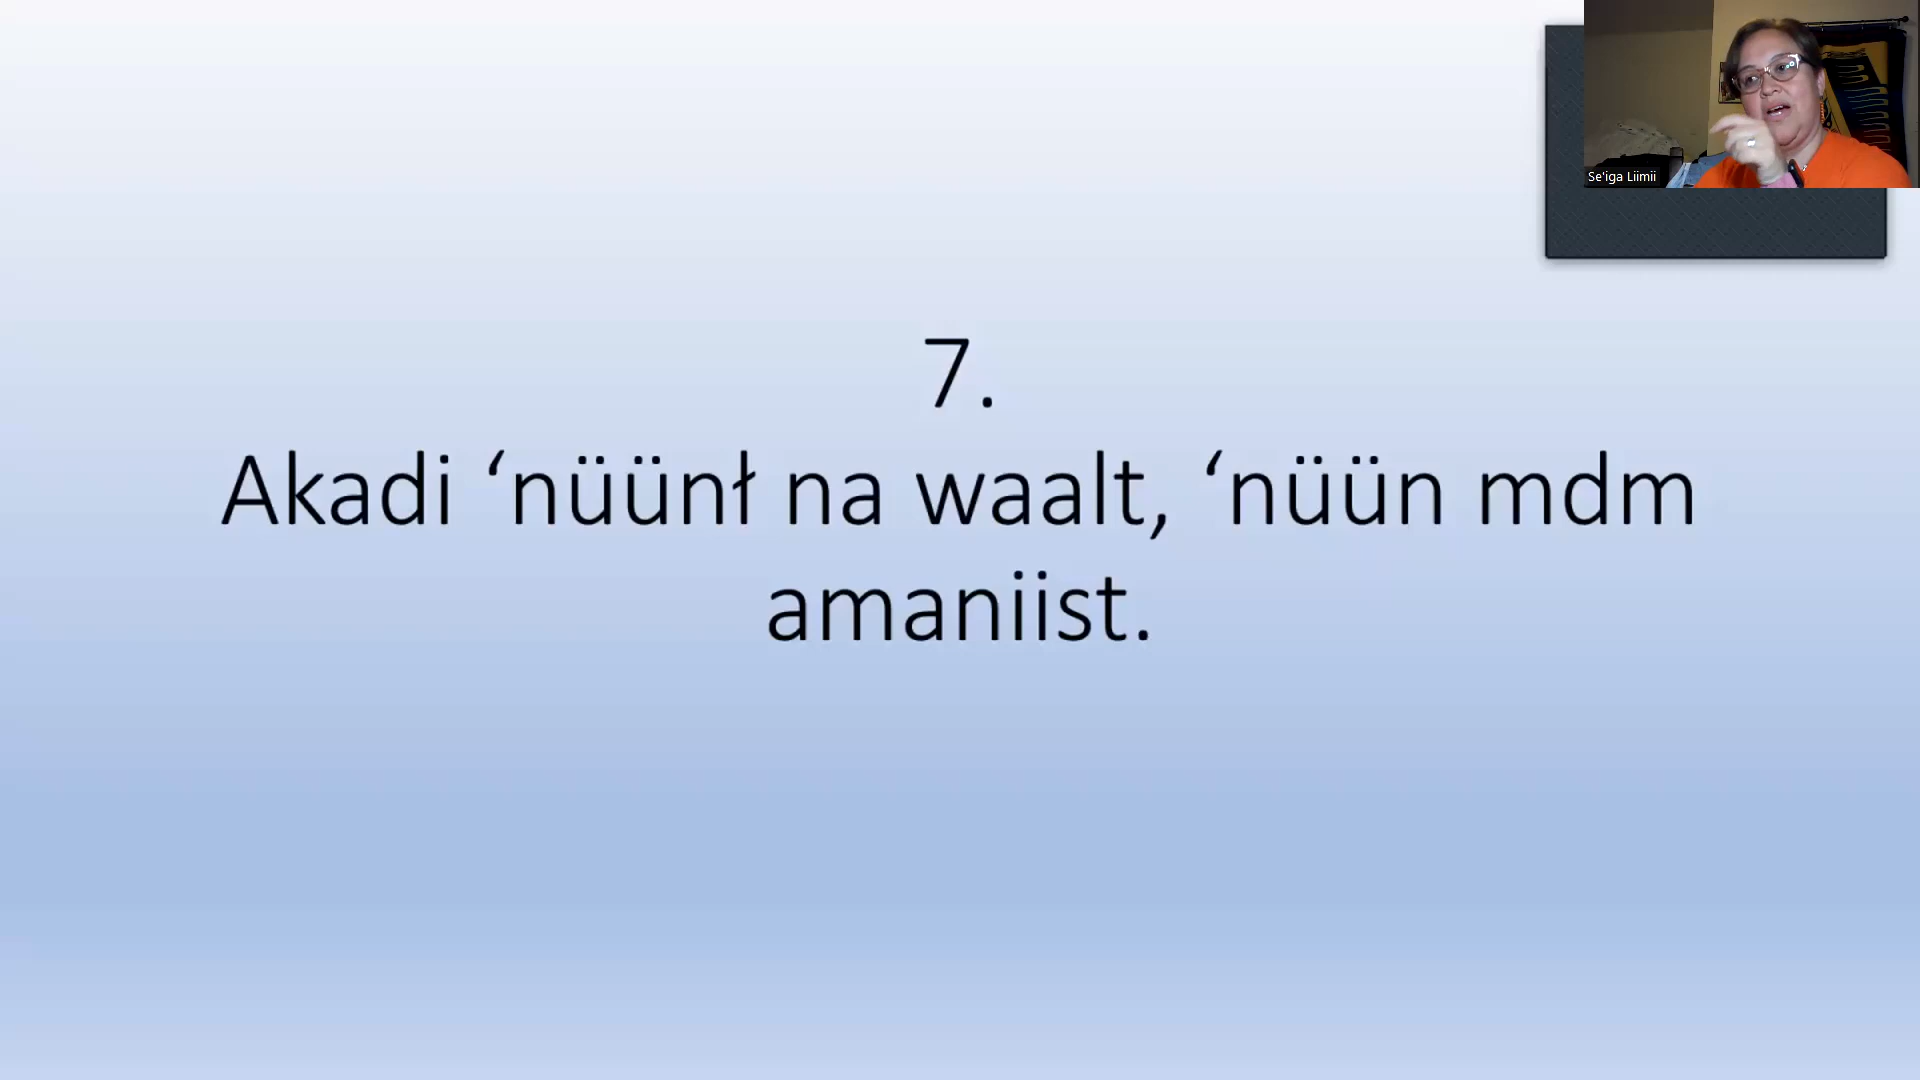 Se'iga Liimii
7.
Akadi ‘nüünł na waalt, ‘nüün mdm
amaniist.